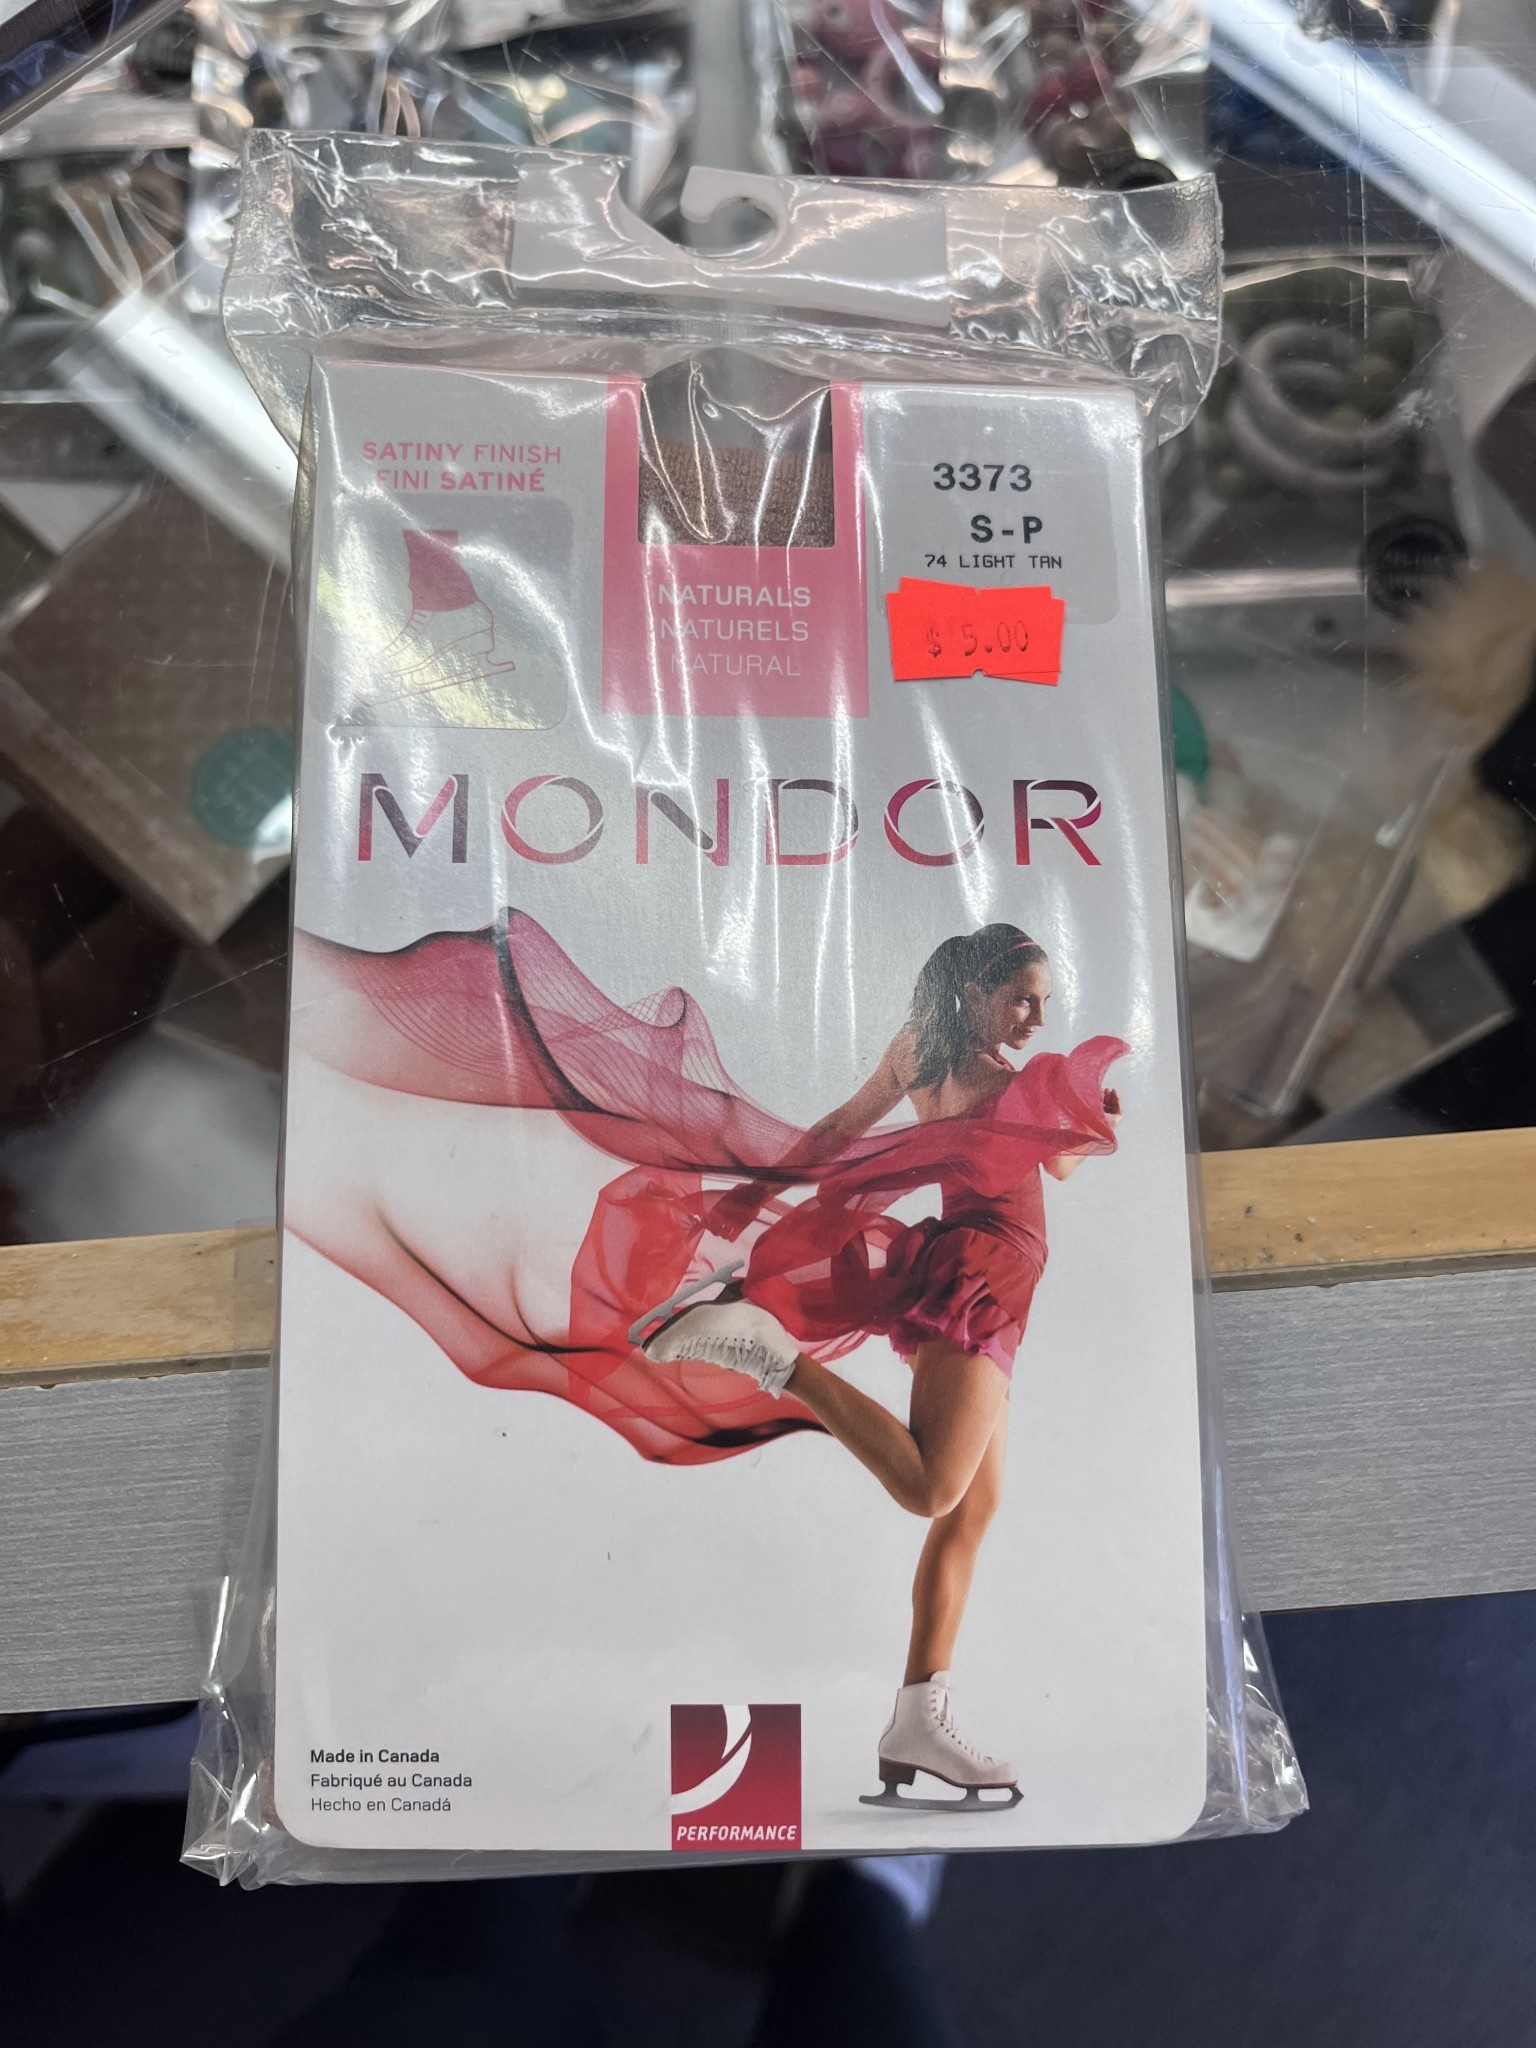 SATINY FINISH
FINI SATINÉ
NATURALS
NATURELS
NATURAL
3373
S-P
74 LIGHT TAN
$ 5.00
MONDOR
Made in Canada
Fabriqué au Canada
Hecho en Canadá
PERFORMANCE